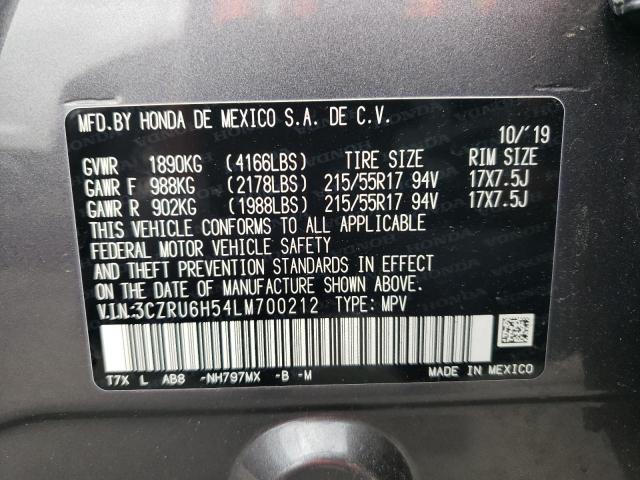 MFD.BY HONDA DE MEXICO S.A. DE C.V.
10/'19
GVWR 1890KG (4166LBS) TIRE SIZE RIM SIZE
GAWR F 988KG (2178LBS) 215/55R17 94V 17X7.5J
GAWR R 902KG (1988LBS) 215/55R17 94V 17X7.5J
THIS VEHICLE CONFORMS TO ALL APPLICABLE
FEDERAL MOTOR VEHICLE SAFETY
AND THEFT PREVENTION STANDARDS IN EFFECT
ON THE DATE OF MANUFACTURE SHOWN ABOVE.
V.I.N:3CZRU6H54LM700212 TYPE: MPV
T7X L AB8 -NH797MX -B -M
MADE IN MEXICO